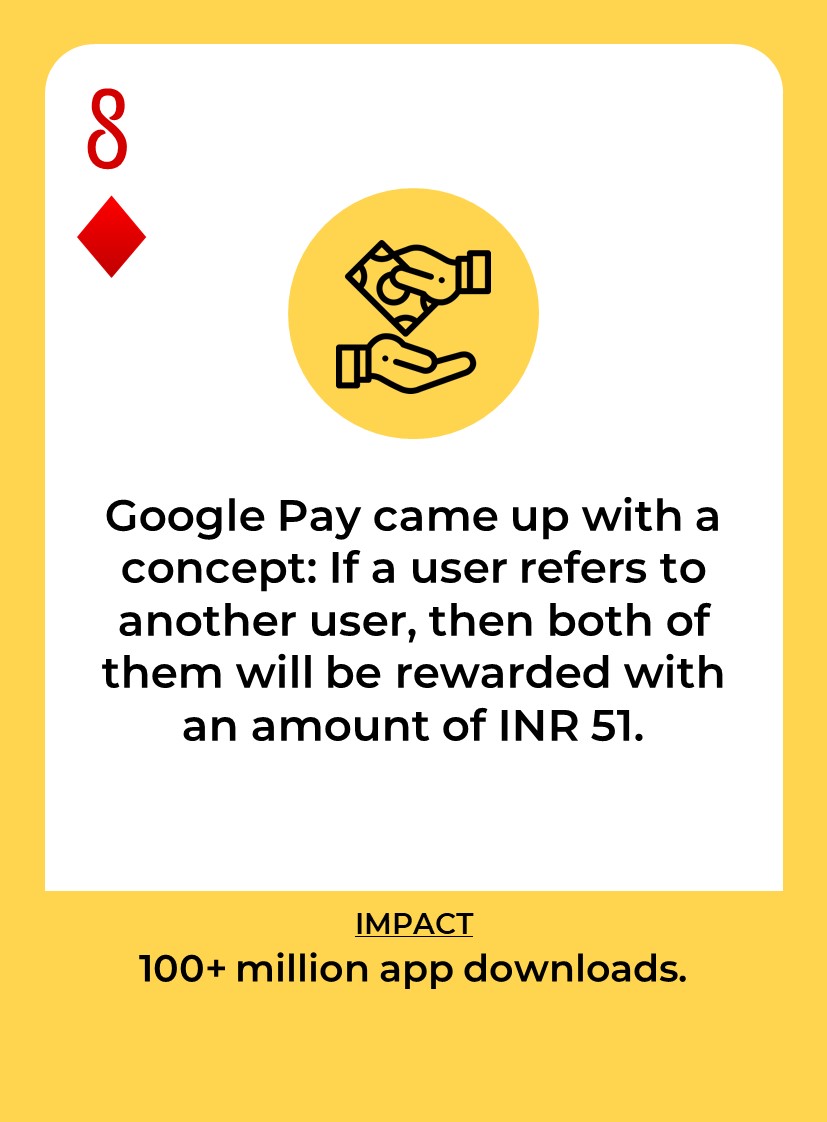 8
Google Pay came up with a
concept: If a user refers to
another user, then both of
them will be rewarded with
an amount of INR 51.
IMPACT
100+ million app downloads.